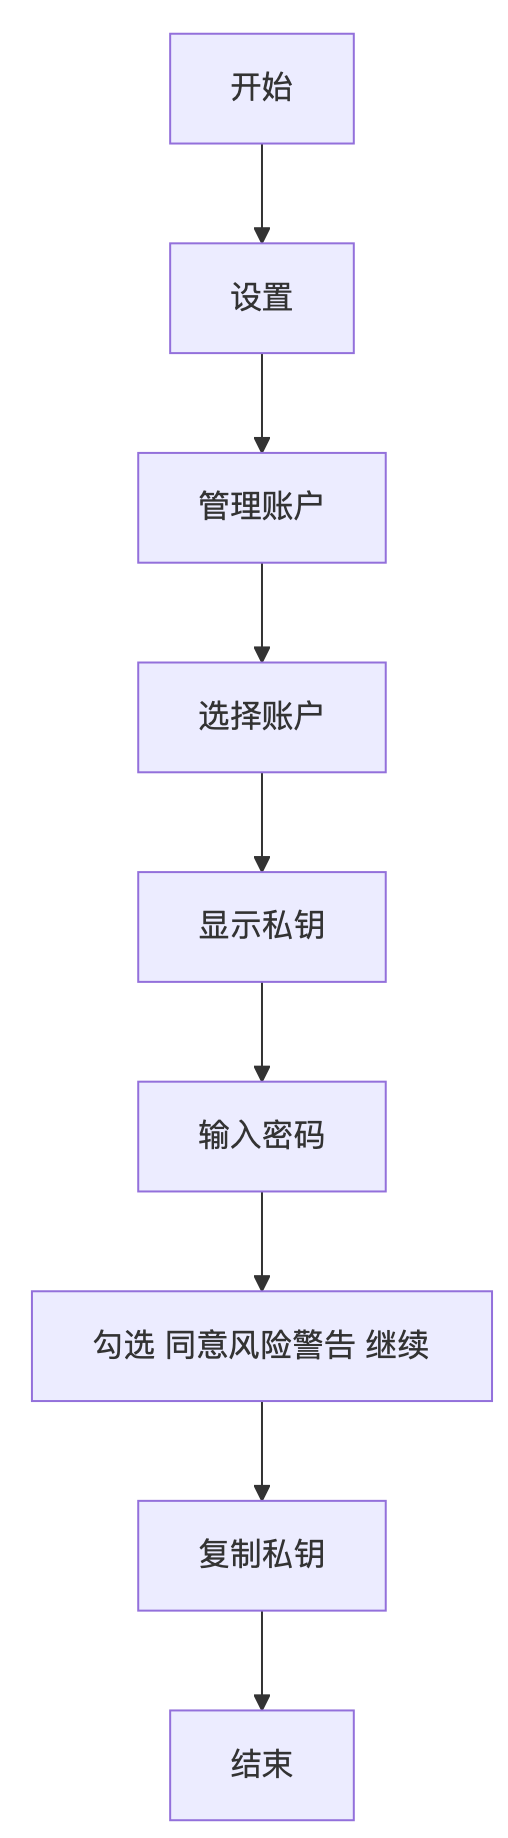 开始
设置
管理账户
选择账户
显示私钥
输入密码
勾选 同意风险警告 继续
复制私钥
结束